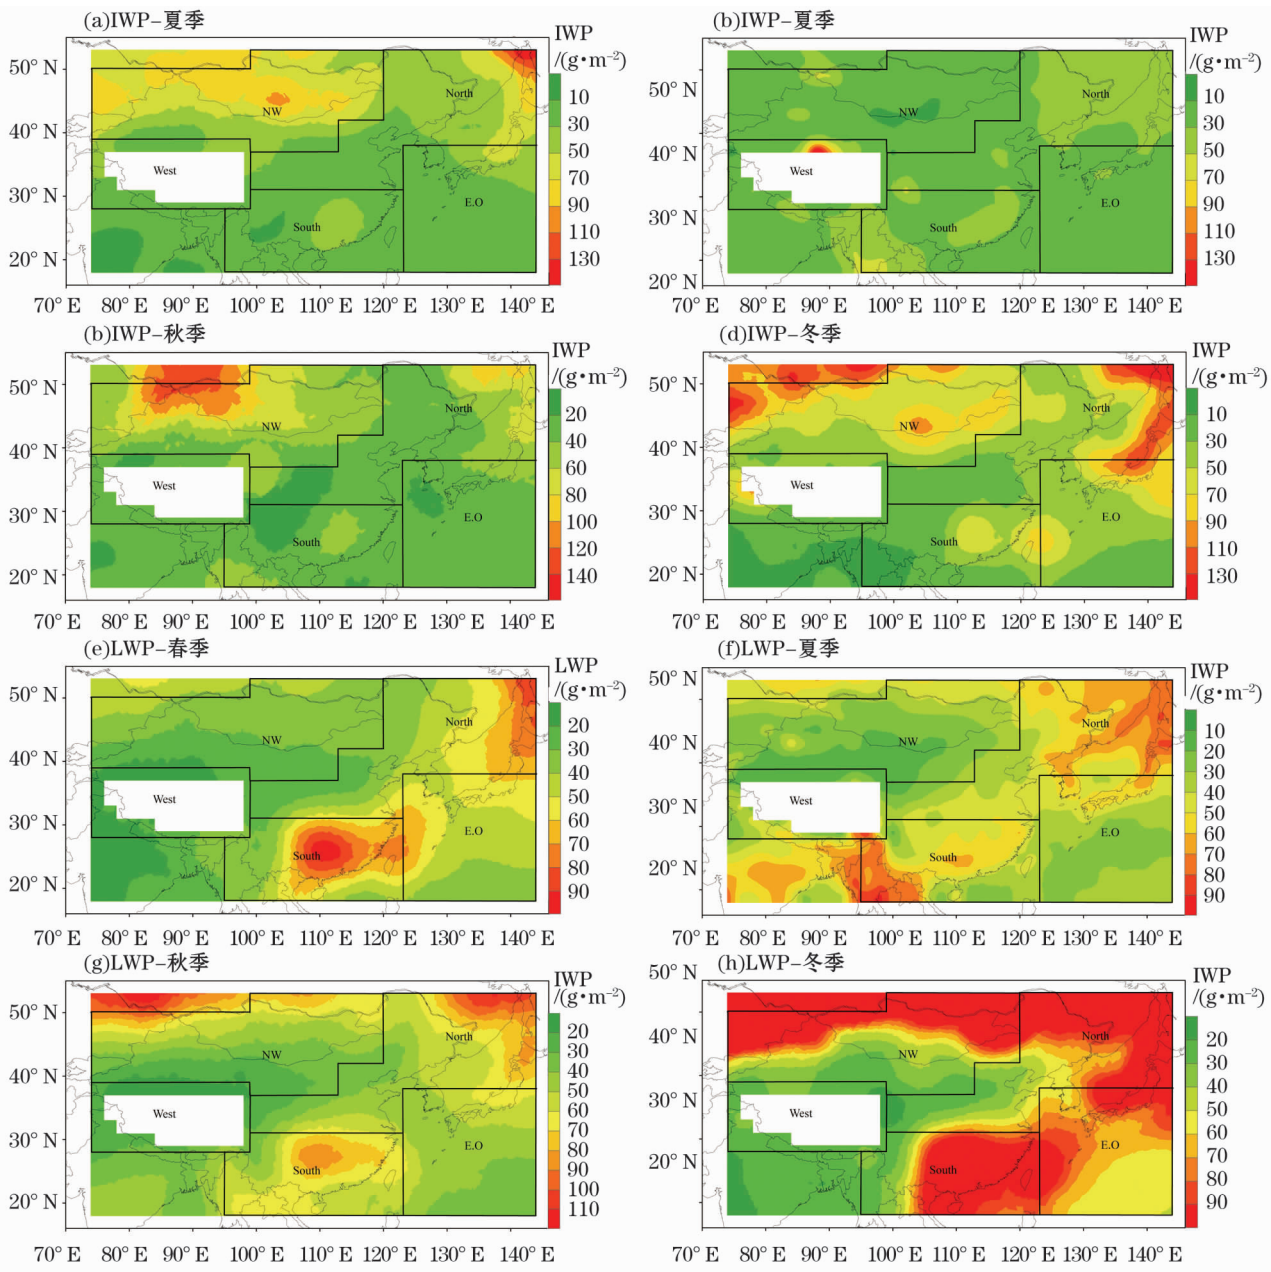 (a)IWP-夏季
IWP
/(g•m⁻²)
50° N
40° N
30° N
20° N
North
NW
West
E.O
South
10
30
50
70
90
110
130
70° E 80° E 90° E 100° E 110° E 120° E 130° E 140° E
(b)IWP-夏季
IWP
/(g•m⁻²)
50° N
40° N
30° N
20° N
North
NW
West
E.O
South
10
30
50
70
90
110
130
70° E 80° E 90° E 100° E 110° E 120° E 130° E 140° E
(b)IWP-秋季
IWP
/(g•m⁻²)
50° N
40° N
30° N
20° N
North
NW
West
E.O
South
20
40
60
80
100
120
140
70° E 80° E 90° E 100° E 110° E 120° E 130° E 140° E
(d)IWP-冬季
IWP
/(g•m⁻²)
50° N
40° N
30° N
20° N
North
NW
West
E.O
South
10
30
50
70
90
110
130
70° E 80° E 90° E 100° E 110° E 120° E 130° E 140° E
(e)LWP-春季
LWP
/(g•m⁻²)
50° N
40° N
30° N
20° N
North
NW
West
E.O
South
20
30
40
50
60
70
80
90
70° E 80° E 90° E 100° E 110° E 120° E 130° E 140° E
(f)LWP-夏季
IWP
/(g•m⁻²)
50° N
40° N
30° N
20° N
North
NW
West
E.O
South
10
20
30
40
50
60
70
80
90
70° E 80° E 90° E 100° E 110° E 120° E 130° E 140° E
(g)LWP-秋季
IWP
/(g•m⁻²)
50° N
40° N
30° N
20° N
North
NW
West
E.O
South
20
30
40
50
60
70
80
90
100
110
70° E 80° E 90° E 100° E 110° E 120° E 130° E 140° E
(h)LWP-冬季
IWP
/(g•m⁻²)
50° N
40° N
30° N
20° N
North
NW
West
E.O
South
20
30
40
50
60
70
80
90
70° E 80° E 90° E 100° E 110° E 120° E 130° E 140° E